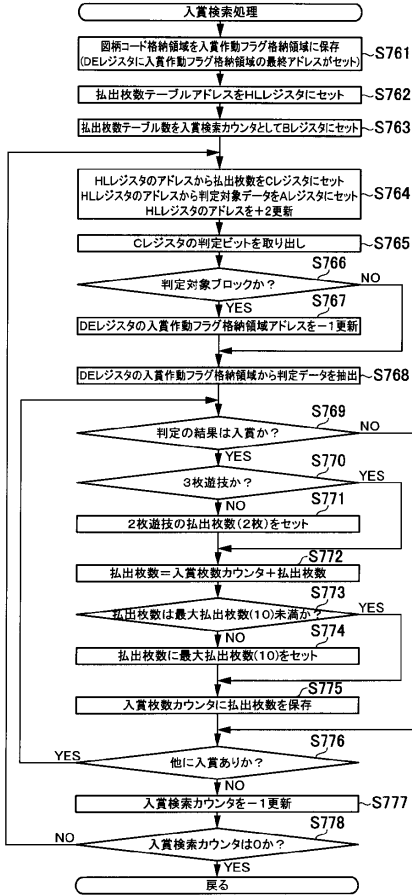 入賞検索処理
図柄コード格納領域を入賞作動フラグ格納領域に保存
(DEレジスタに入賞作動フラグ格納領域の最終アドレスがセット)
S761
払出枚数テーブルアドレスをHLレジスタにセット
S762
払出枚数テーブル数を入賞検索カウンタとしてBレジスタにセット
S763
HLレジスタのアドレスから払出枚数をCレジスタにセット
HLレジスタのアドレスから判定対象データをAレジスタにセット
HLレジスタのアドレスを+2更新
S764
Cレジスタの判定ビットを取り出し
S765
S766
判定対象ブロックか?
NO
YES
S767
DEレジスタの入賞作動フラグ格納領域アドレスを-1更新
DEレジスタの入賞作動フラグ格納領域から判定データを抽出
S768
S769
判定の結果は入賞か?
NO
YES
S770
3枚遊技か?
YES
NO
S771
2枚遊技の払出枚数(2枚)をセット
S772
払出枚数=入賞枚数カウンタ+払出枚数
S773
払出枚数は最大払出枚数(10)未満か?
YES
NO
S774
払出枚数に最大払出枚数(10)をセット
S775
入賞枚数カウンタに払出枚数を保存
S776
YES
他に入賞ありか?
NO
入賞検索カウンタを-1更新
S777
S778
NO
入賞検索カウンタは0か?
YES
戻る